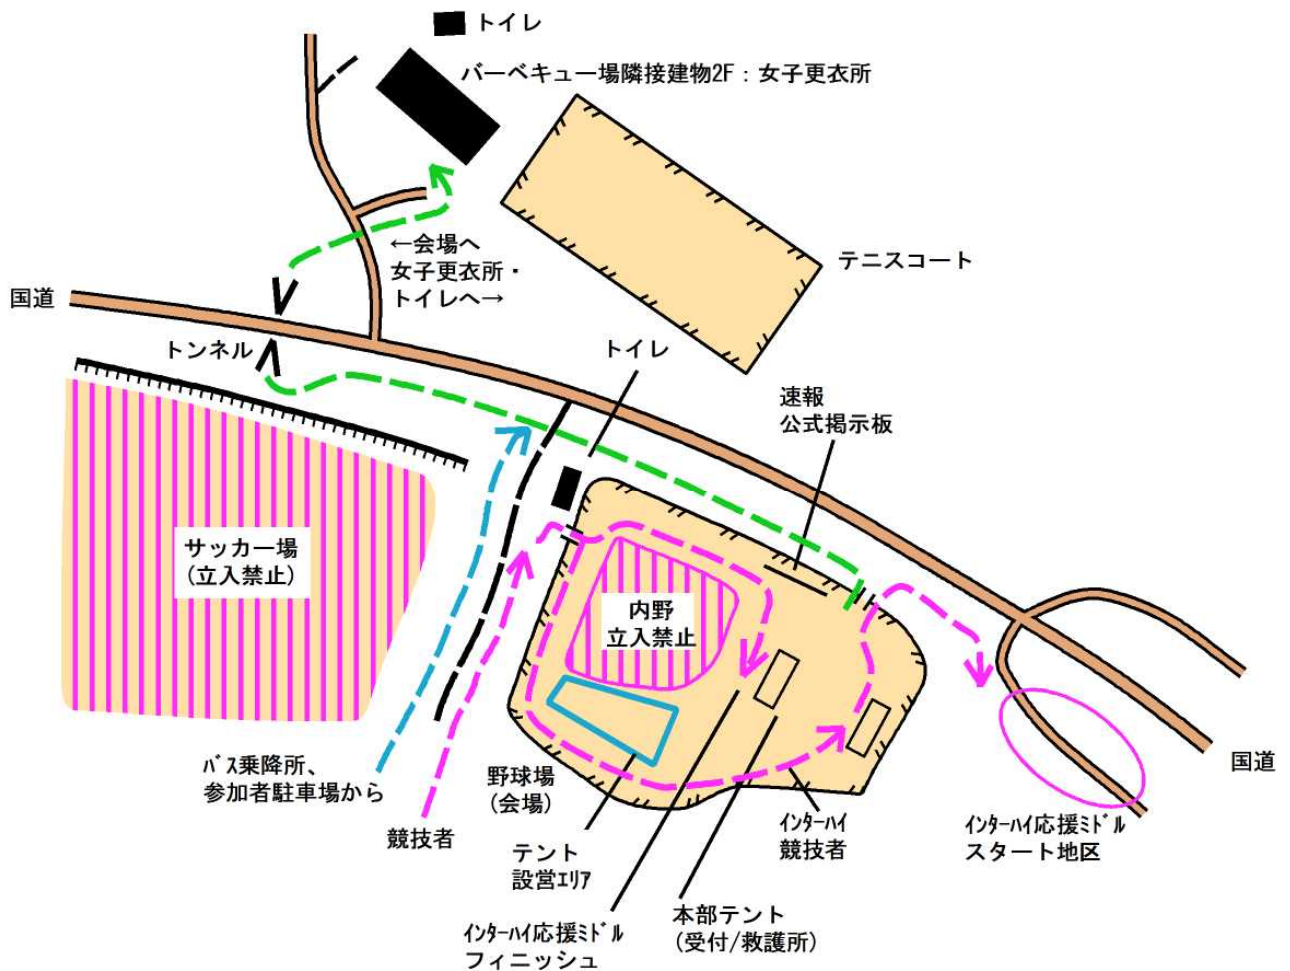 トイレ
バーベキュー場隣接建物2F：女子更衣所
←会場へ
女子更衣所・
トイレへ→
テニスコート
国道
トンネル
トイレ
速報
公式掲示板
サッカー場
(立入禁止)
内野
立入禁止
ﾊﾞｽ乗降所、
参加者駐車場から
競技者
野球場
(会場)
テント
設営ｴﾘｱ
ｲﾝﾀｰﾊｲ
競技者
ｲﾝﾀｰﾊｲ応援ﾐﾄﾞﾙ
スタート地区
国道
本部テント
(受付/救護所)
ｲﾝﾀｰﾊｲ応援ﾐﾄﾞﾙ
フィニッシュ